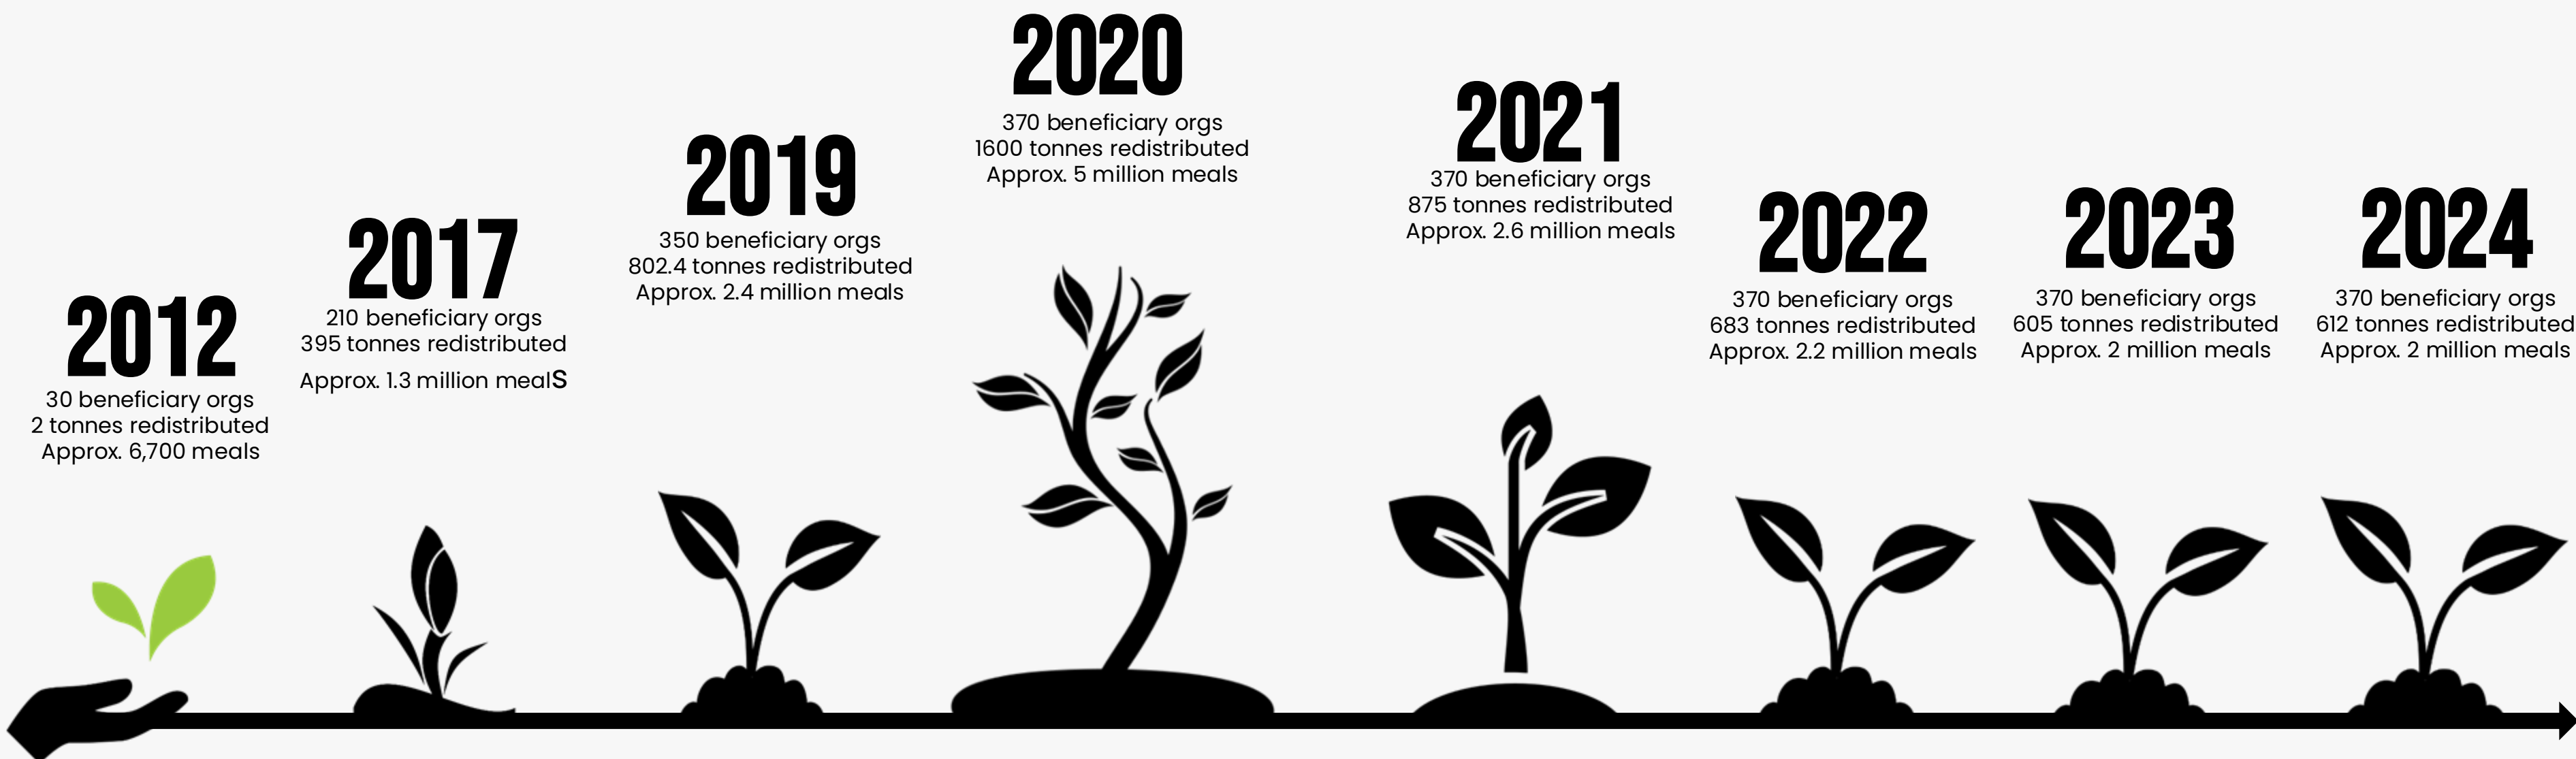 2012
30 beneficiary orgs
2 tonnes redistributed
Approx. 6,700 meals
2017
210 beneficiary orgs
395 tonnes redistributed
Approx. 1.3 million meals
2019
350 beneficiary orgs
802.4 tonnes redistributed
Approx. 2.4 million meals
2020
370 beneficiary orgs
1600 tonnes redistributed
Approx. 5 million meals
2021
370 beneficiary orgs
875 tonnes redistributed
Approx. 2.6 million meals
2022
370 beneficiary orgs
683 tonnes redistributed
Approx. 2.2 million meals
2023
370 beneficiary orgs
605 tonnes redistributed
Approx. 2 million meals
2024
370 beneficiary orgs
612 tonnes redistributed
Approx. 2 million meals